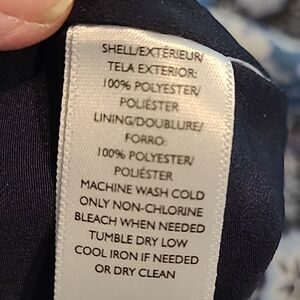 SHELL/EXTÉRIEUR/
TELA EXTERIOR:
100% POLYESTER/
POLIÉSTER
LINING/DOUBLURE/
FORRO:
100% POLYESTER/
POLIÉSTER
MACHINE WASH COLD
ONLY NON-CHLORINE
BLEACH WHEN NEEDED
TUMBLE DRY LOW
COOL IRON IF NEEDED
OR DRY CLEAN